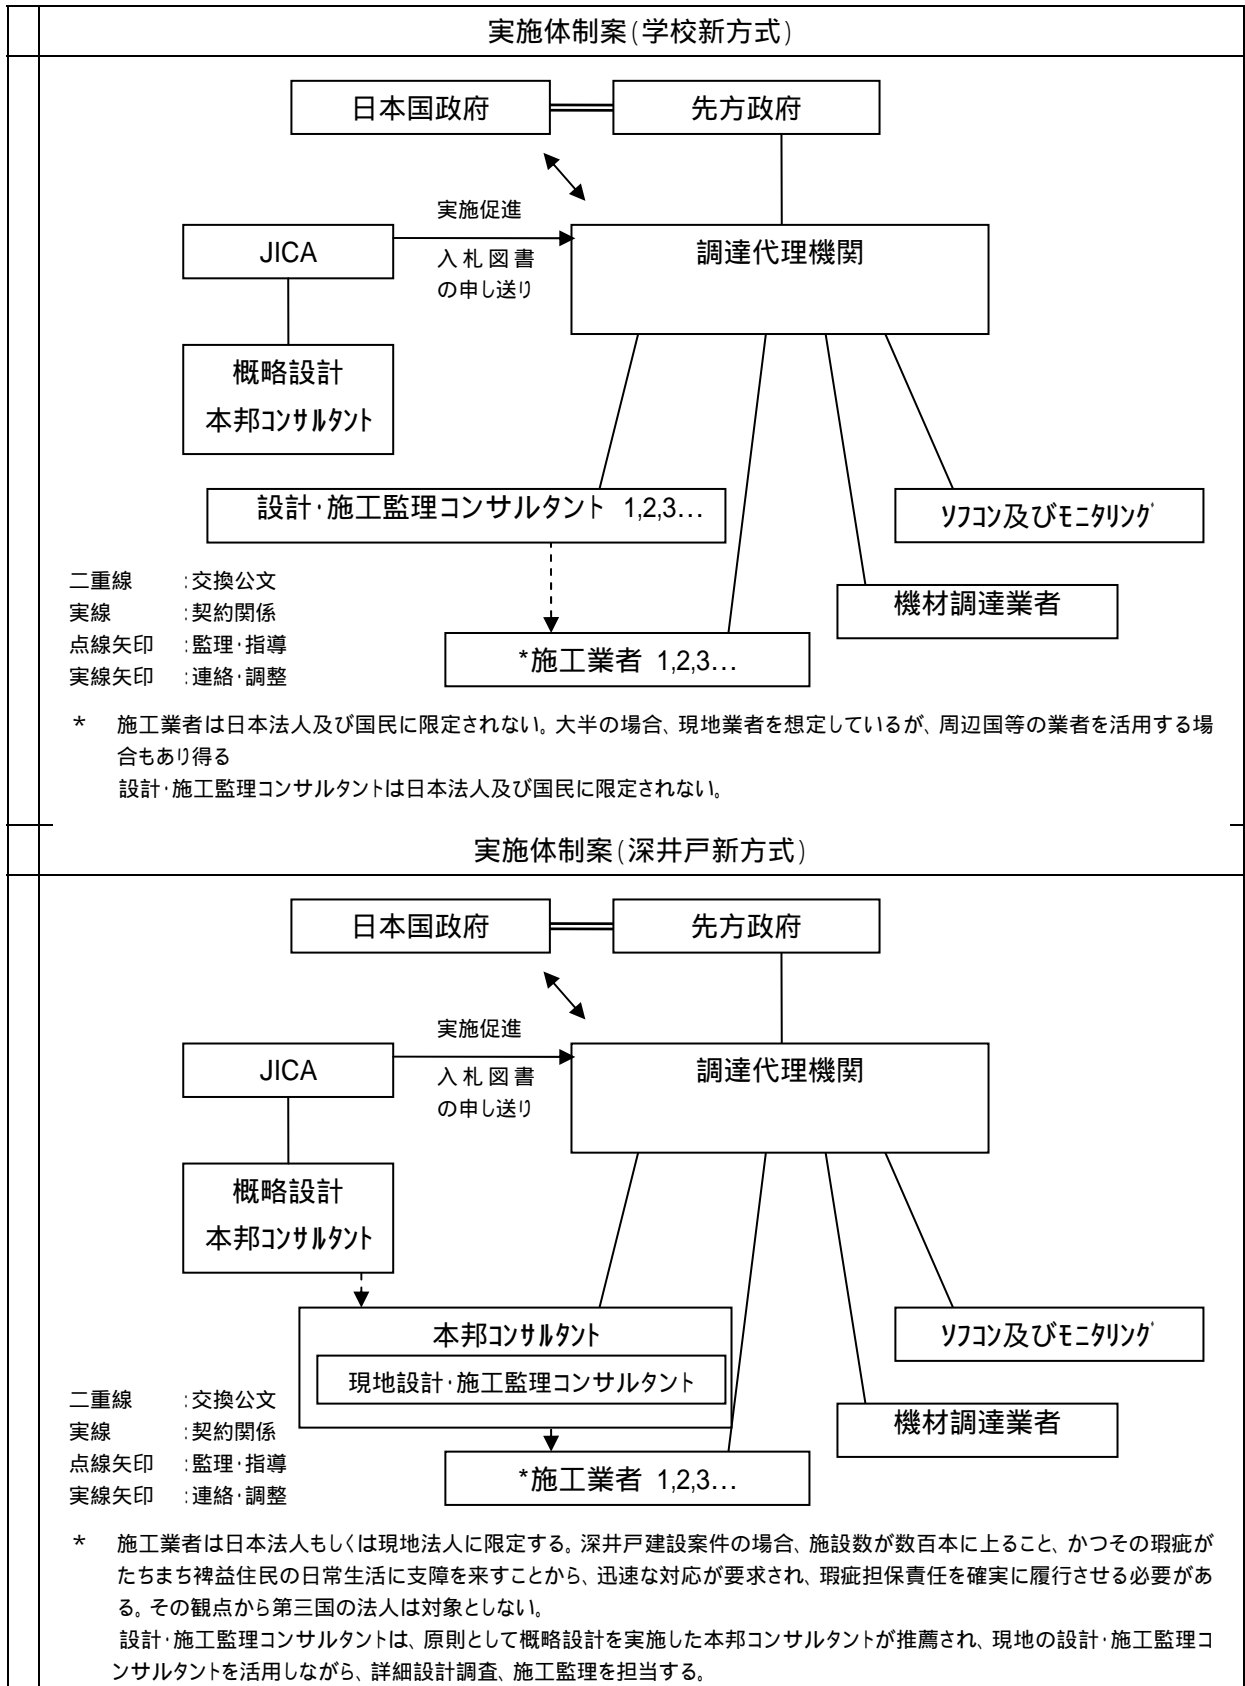 実施体制案(学校新方式)
日本国政府
先方政府
実施促進
JICA
入札図書
の申し送り
調達代理機関
概略設計
本邦ｺﾝｻﾙﾀﾝﾄ
設計･施工監理コンサルタント 1,2,3…
ｿﾌｺﾝ及びﾓﾆﾀﾘﾝｸﾞ
機材調達業者
*施工業者 1,2,3…
二重線 :交換公文
実線 :契約関係
点線矢印 :監理･指導
実線矢印 :連絡･調整
* 施工業者は日本法人及び国民に限定されない｡大半の場合､現地業者を想定しているが､周辺国等の業者を活用する場
合もあり得る
設計･施工監理コンサルタントは日本法人及び国民に限定されない｡
実施体制案(深井戸新方式)
日本国政府
先方政府
実施促進
JICA
入札図書
の申し送り
調達代理機関
概略設計
本邦ｺﾝｻﾙﾀﾝﾄ
本邦ｺﾝｻﾙﾀﾝﾄ
現地設計･施工監理コンサルタント
ｿﾌｺﾝ及びﾓﾆﾀﾘﾝｸﾞ
機材調達業者
*施工業者 1,2,3…
二重線 :交換公文
実線 :契約関係
点線矢印 :監理･指導
実線矢印 :連絡･調整
* 施工業者は日本法人もしくは現地法人に限定する｡深井戸建設案件の場合､施設数が数百本に上ること､かつその瑕疵が
たちまち裨益住民の日常生活に支障を来すことから､迅速な対応が要求され､瑕疵担保責任を確実に履行させる必要があ
る｡その観点から第三国の法人は対象としない｡
設計･施工監理コンサルタントは､原則として概略設計を実施した本邦コンサルタントが推薦され､現地の設計･施工監理コ
ンサルタントを活用しながら､詳細設計調査､施工監理を担当する｡